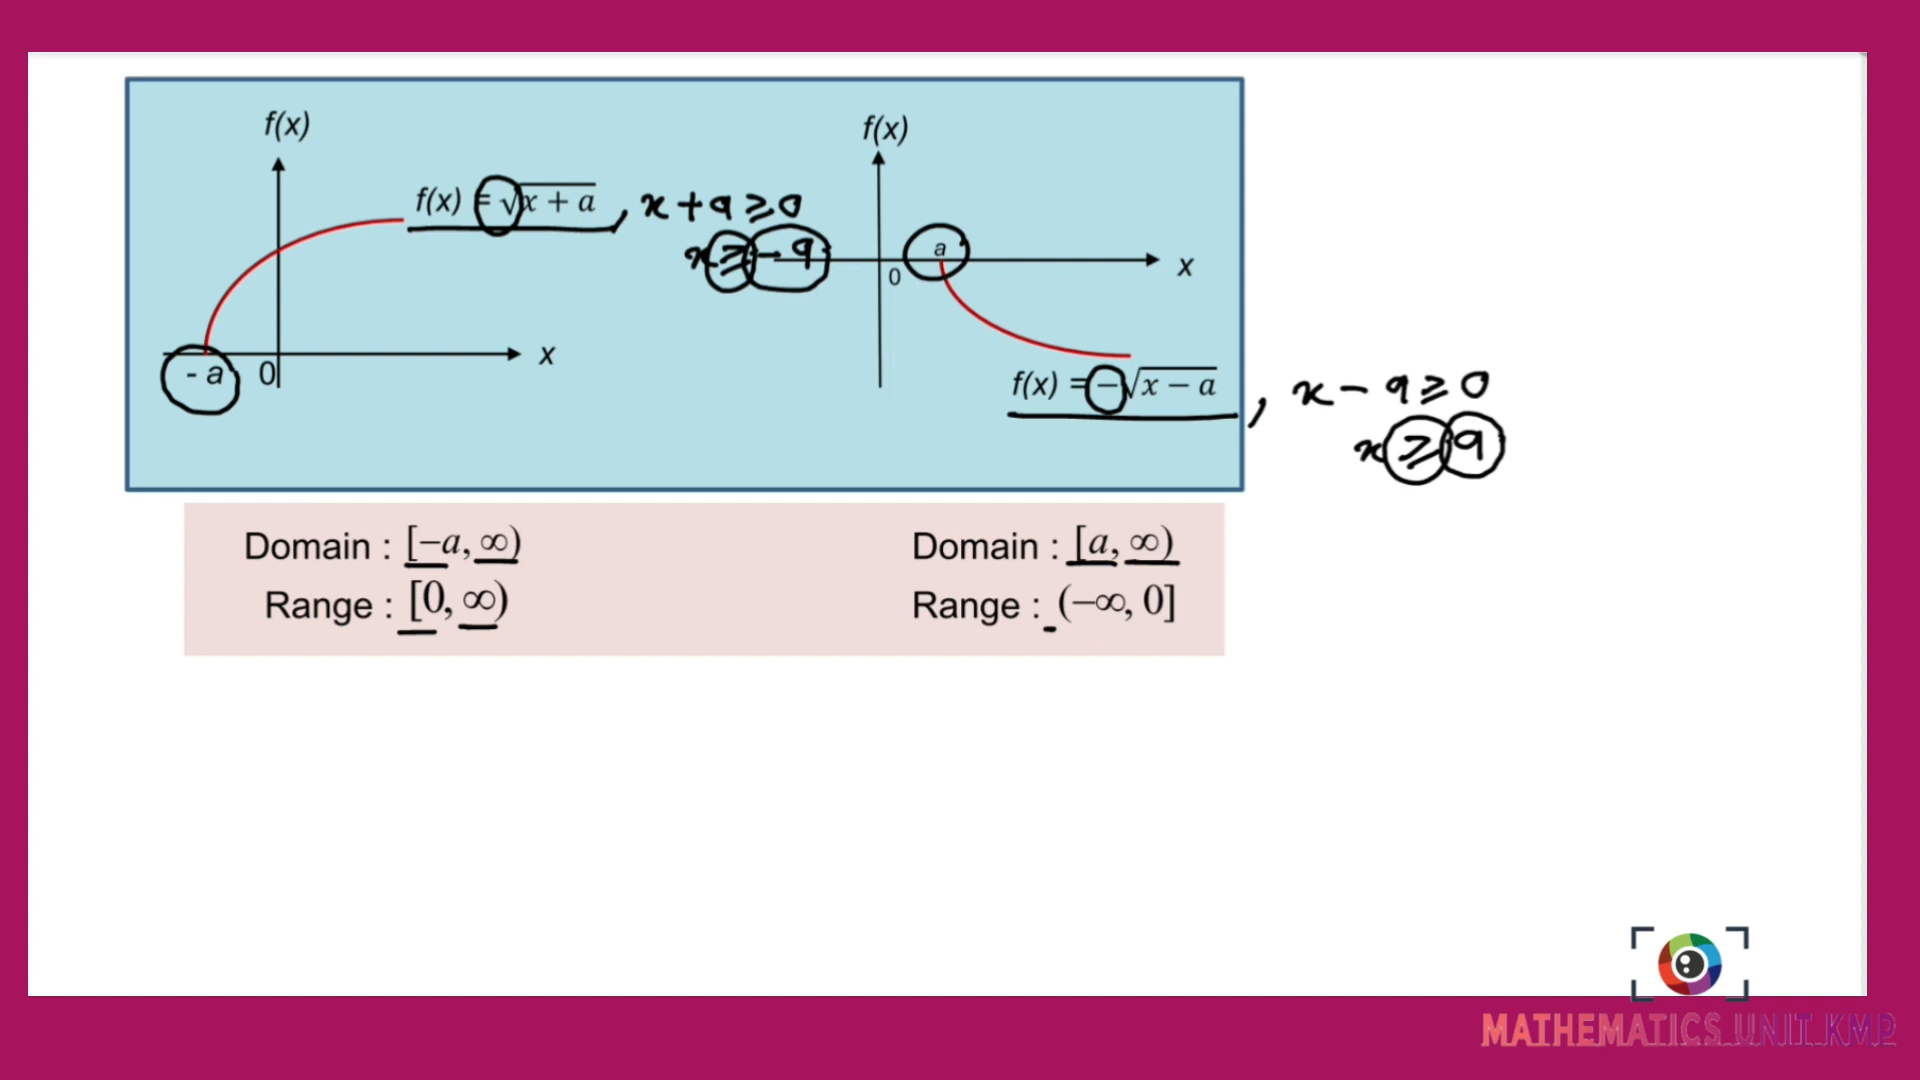 f(x)
f(x) = √x + a , x + a ≥ 0
x ≥ - a
- a 0 x
f(x)
a
0 x
f(x) = −√x − a , x - a ≥ 0
x ≥ a
Domain : [−a, ∞)
Range : [0, ∞)
Domain : [a, ∞)
Range : (−∞, 0]
MATHEMATICS UNIT KMP